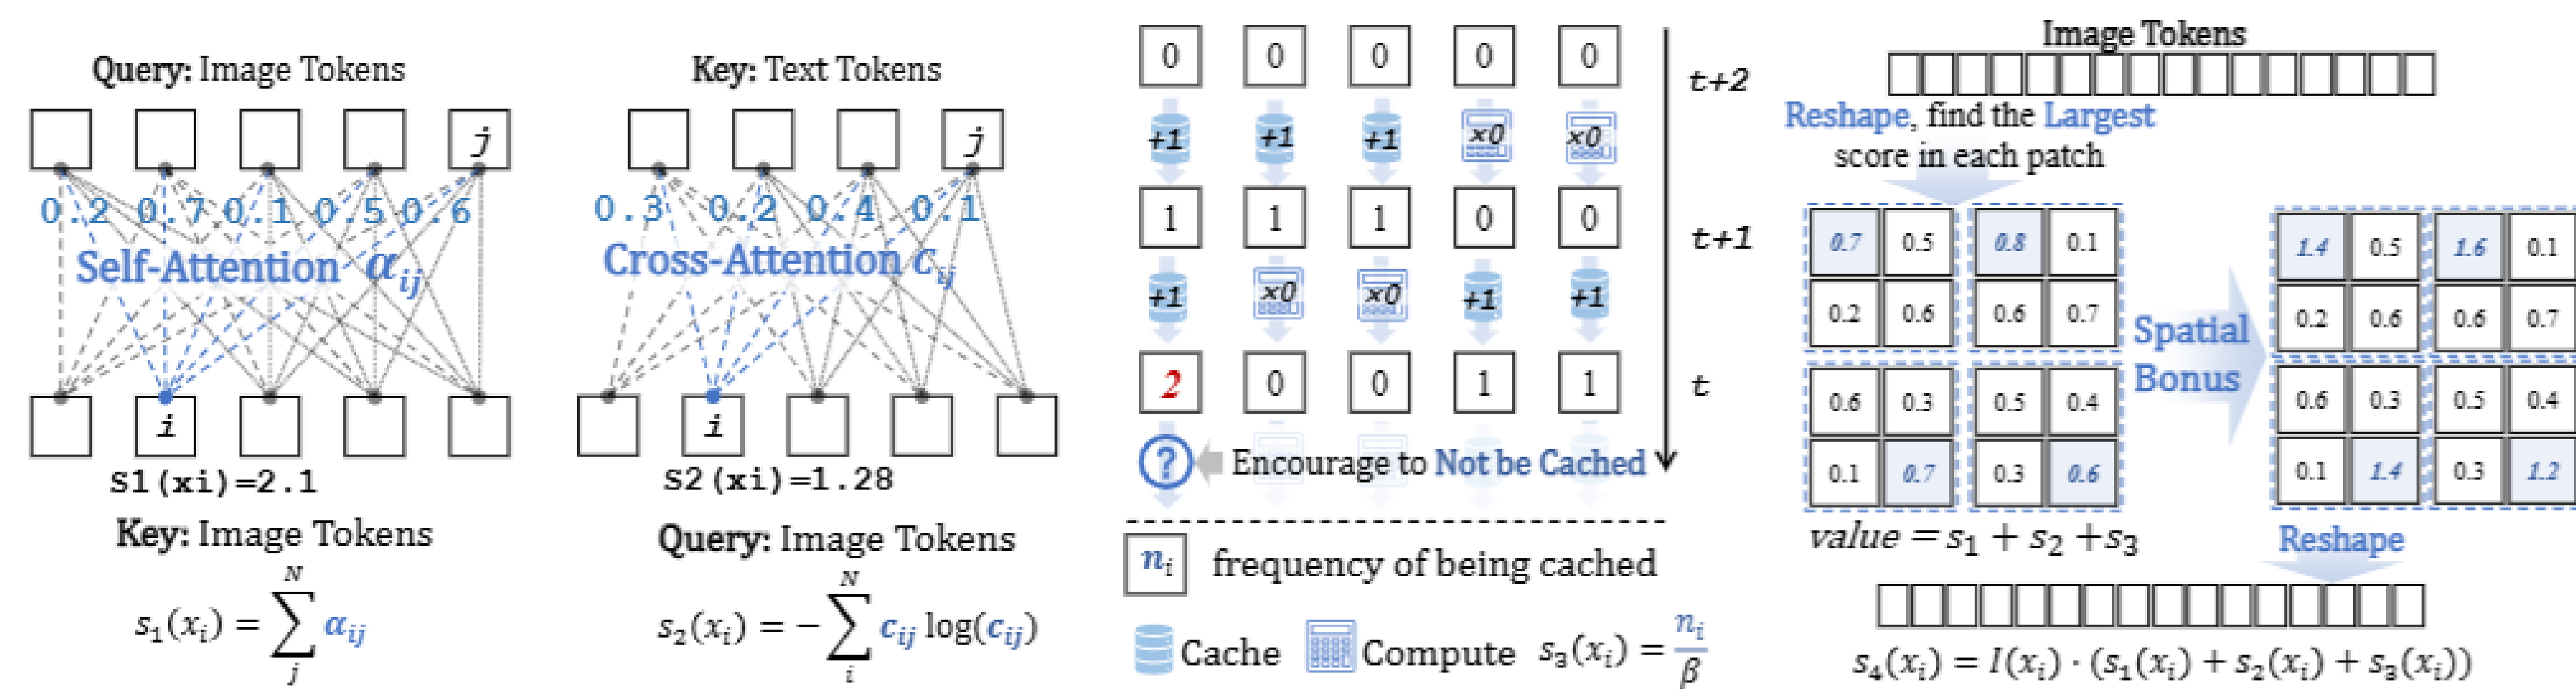 Query: Image Tokens
j
0.2 0.7 0.1 0.5 0.6
Self-Attention α_ij
i
S1(xi)=2.1
Key: Image Tokens
s₁(xᵢ) = ∑_j^N α_ij
Key: Text Tokens
j
0.3 0.2 0.4 0.1
Cross-Attention c_ij
i
S2(xi)=1.28
Query: Image Tokens
s₂(xᵢ) = − ∑_i^N c_ij log(c_ij)
0 0 0 0 0
t+2
+1 +1 +1 ×0 ×0
1 1 1 0 0
t+1
+1 ×0 ×0 +1 +1
2 0 0 1 1
t
? Encourage to Not be Cached
nᵢ frequency of being cached
Cache Compute s₃(xᵢ) = nᵢ/β
Image Tokens
Reshape, find the Largest
score in each patch
0.7 0.5 0.8 0.1
0.2 0.6 0.6 0.7
0.6 0.3 0.5 0.4
0.1 0.7 0.3 0.6
value = s₁ + s₂ +s₃
Spatial
Bonus
1.4 0.5 1.6 0.1
0.2 0.6 0.6 0.7
0.6 0.3 0.5 0.4
0.1 1.4 0.3 1.2
Reshape
s₄(xᵢ) = I(xᵢ) · (s₁(xᵢ) + s₂(xᵢ) + s₃(xᵢ))